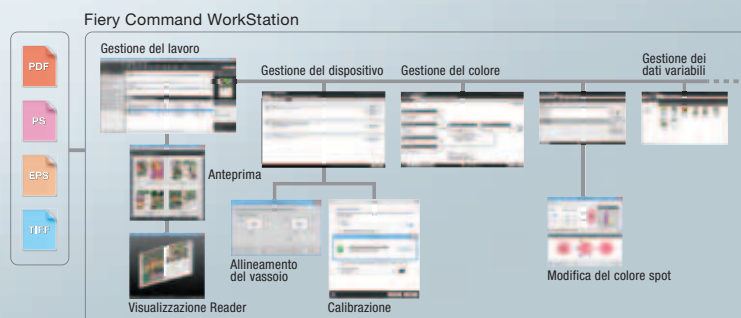 Fiery Command WorkStation
Gestione del lavoro
Gestione del dispositivo
Gestione del colore
Gestione dei
dati variabili
PDF
PS
EPS
TIFF
Anteprima
Allineamento
del vassoio
Visualizzazione Reader
Calibrazione
Modifica del colore spot